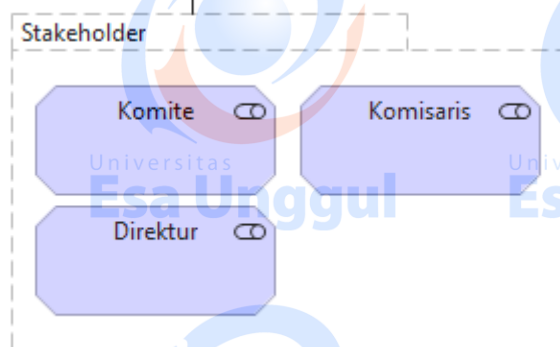 Stakeholder
Komite
Komisaris
Universitas
Esa Unggul
Univ
Es
Direktur